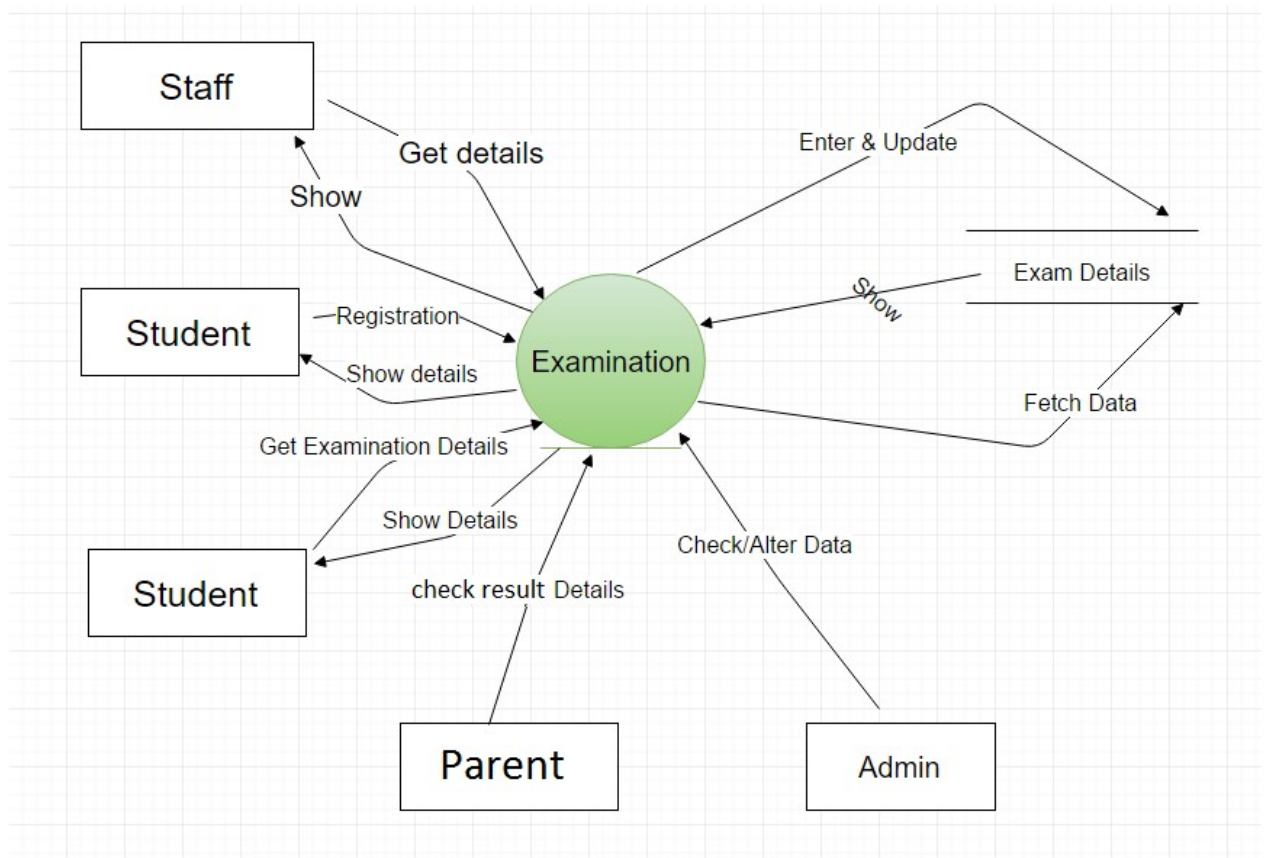 Staff
Get details
Show
Enter & Update
Exam Details
Show
Student
Registration
Show details
Examination
Fetch Data
Get Examination Details
Show Details
Student
Check/Alter Data
check result Details
Parent
Admin